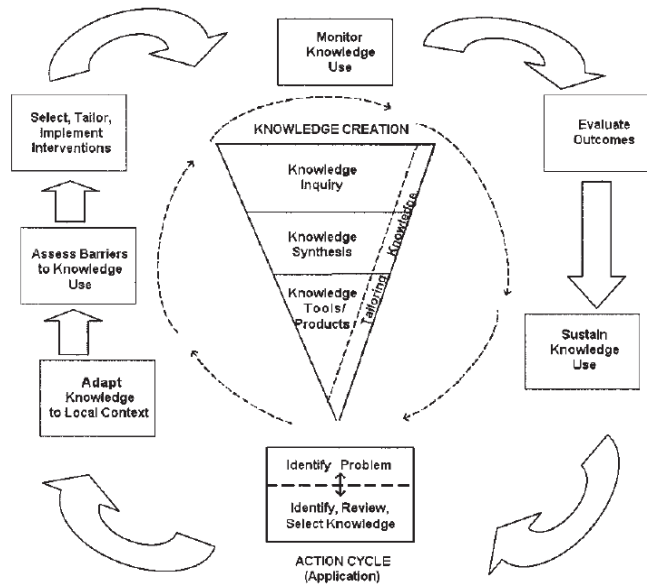 Monitor
Knowledge
Use
Select, Tailor,
Implement
Interventions
Evaluate
Outcomes
KNOWLEDGE CREATION
Knowledge
Inquiry
Knowledge
Synthesis
Knowledge
Tools/
Products
Tailoring Knowledge
Assess Barriers
to Knowledge
Use
Sustain
Knowledge
Use
Adapt
Knowledge
to Local Context
Identify Problem
Identify, Review,
Select Knowledge
ACTION CYCLE
(Application)